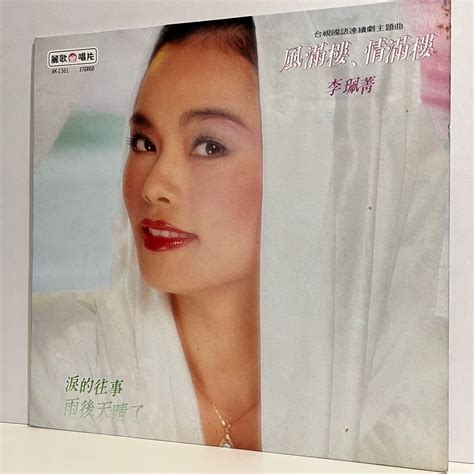 麗歌唱片
AK-1361 STEREO
台視國語連續劇主題曲
風滿樓、情滿樓
李珮菁
淚的往事
雨後天晴了